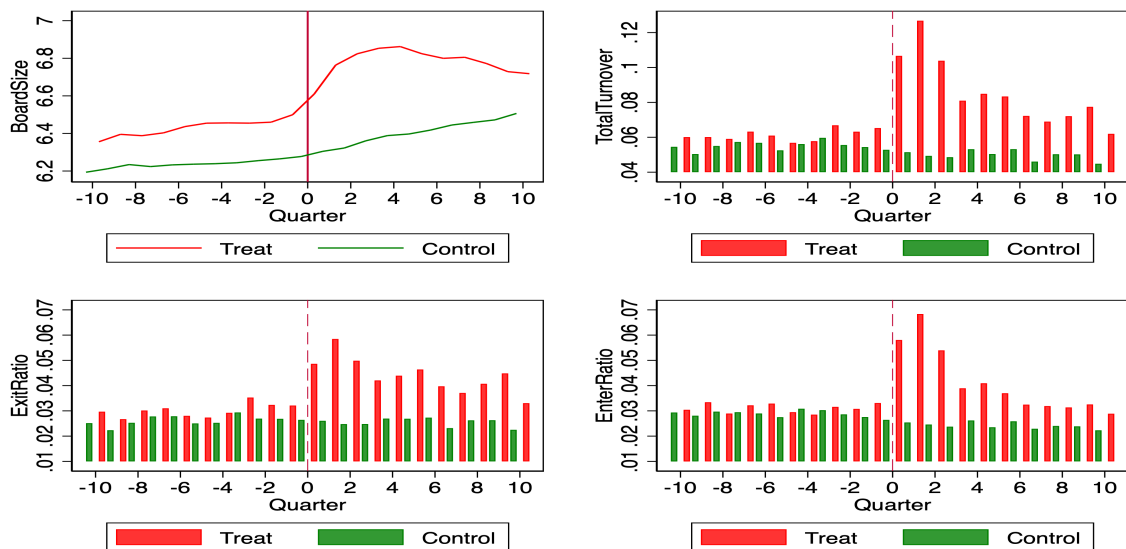 BoardSize
7
6.8
6.6
6.4
6.2
-10 -8 -6 -4 -2 0 2 4 6 8 10
Quarter
Treat Control
TotalTurnover
.12
.1
.08
.06
.04
-10 -8 -6 -4 -2 0 2 4 6 8 10
Quarter
Treat Control
ExitRatio
.01 .02 .03 .04 .05 .06 .07
-10 -8 -6 -4 -2 0 2 4 6 8 10
Quarter
Treat Control
EnterRatio
.01 .02 .03 .04 .05 .06 .07
-10 -8 -6 -4 -2 0 2 4 6 8 10
Quarter
Treat Control